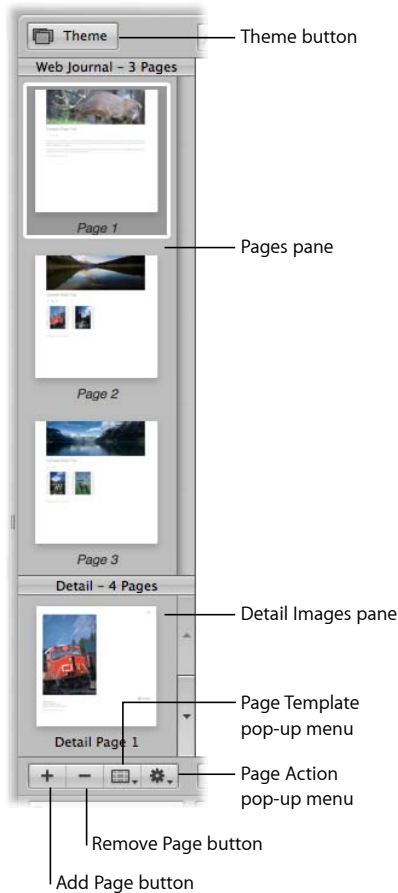 Theme
Theme button
Web Journal – 3 Pages
Page 1
Pages pane
Page 2
Page 3
Detail – 4 Pages
Detail Images pane
Detail Page 1
Page Template
pop-up menu
Page Action
pop-up menu
Remove Page button
Add Page button